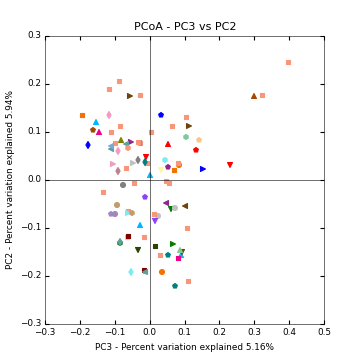 PCoA - PC3 vs PC2
0.3
0.2
0.1
0.0
−0.1
−0.2
−0.3
PC2 - Percent variation explained 5.94%
−0.3 −0.2 −0.1 0.0 0.1 0.2 0.3 0.4 0.5
PC3 - Percent variation explained 5.16%